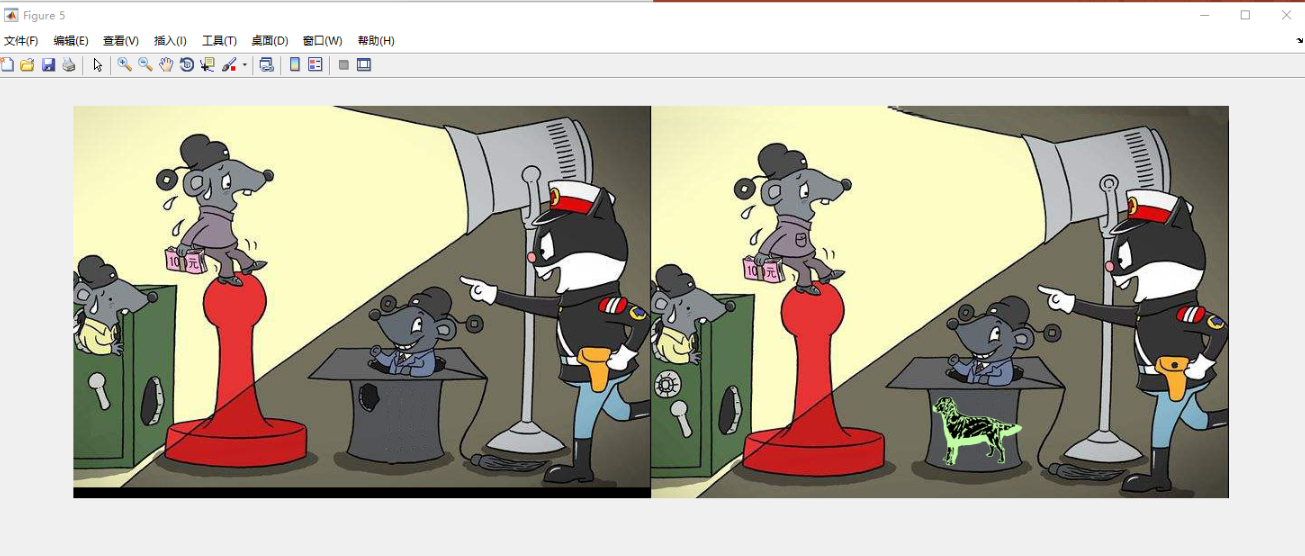 Figure 5
文件(F) 编辑(E) 查看(V) 插入(I) 工具(T) 桌面(D) 窗口(W) 帮助(H)
10 元 10 元